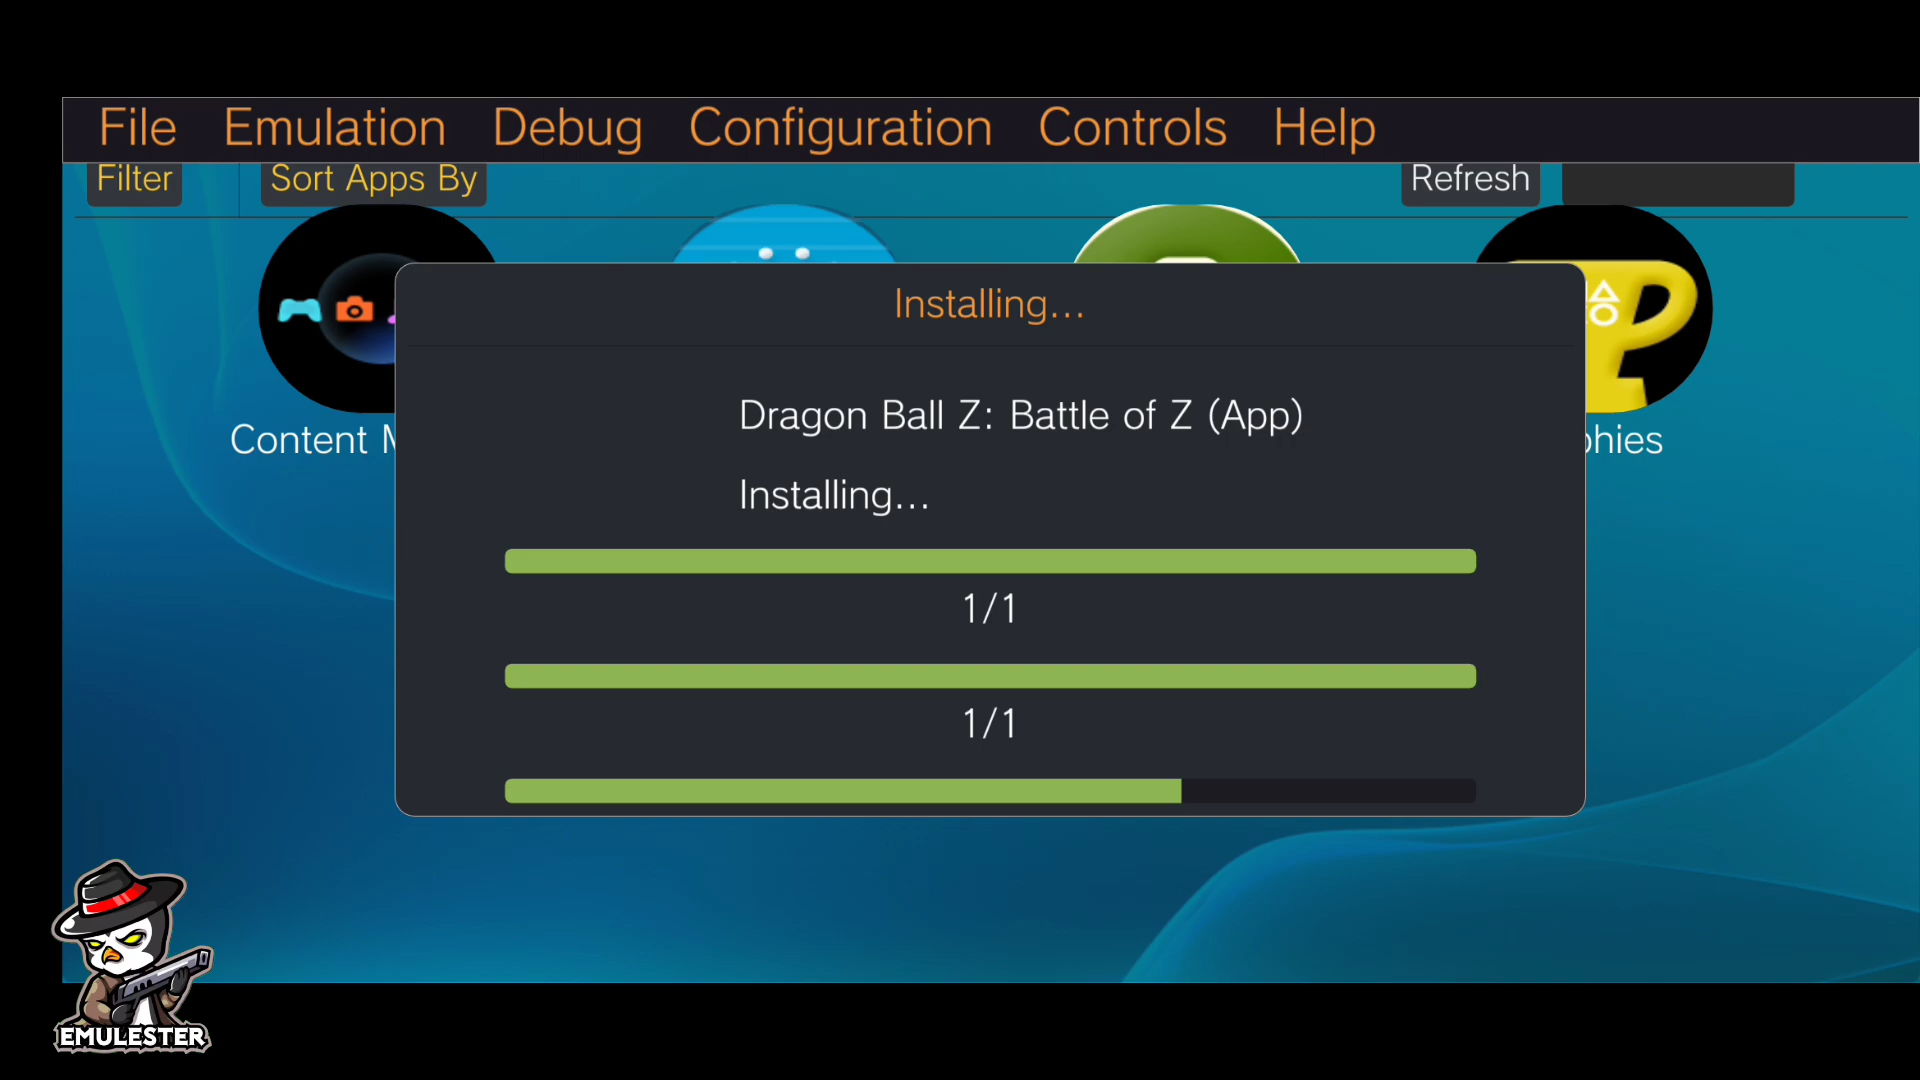 File Emulation Debug Configuration Controls Help
Filter Sort Apps By Refresh
Installing...
Dragon Ball Z: Battle of Z (App)
Content
Installing...
1/1
1/1
EMULESTER